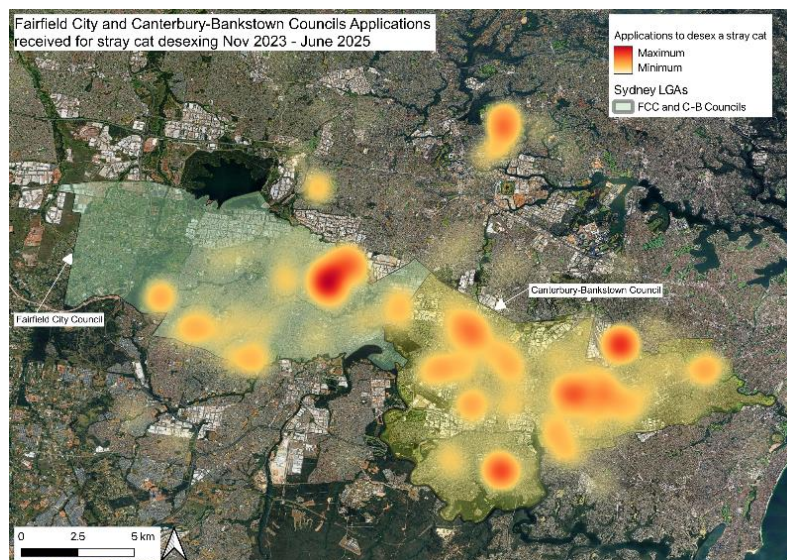 Fairfield City and Canterbury-Bankstown Councils Applications
received for stray cat desexing Nov 2023 - June 2025
Applications to desex a stray cat
Maximum
Minimum
Sydney LGAs
FCC and C-B Councils
Canterbury-Bankstown Council
Fairfield City Council
0 2.5 5 km